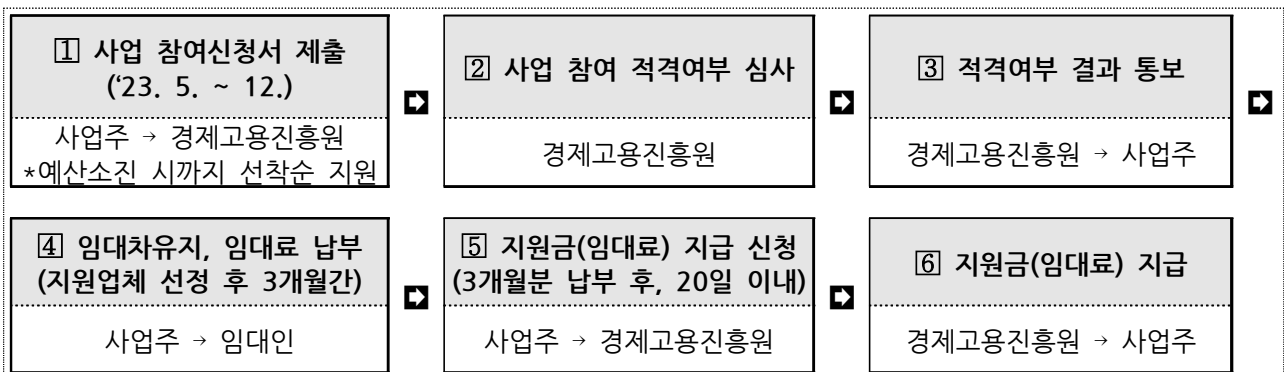 1 사업 참여신청서 제출
(‘23. 5. ~ 12.)
사업주 → 경제고용진흥원
*예산소진 시까지 선착순 지원
2 사업 참여 적격여부 심사
경제고용진흥원
3 적격여부 결과 통보
경제고용진흥원 → 사업주
4 임대차유지, 임대료 납부
(지원업체 선정 후 3개월간)
사업주 → 임대인
5 지원금(임대료) 지급 신청
(3개월분 납부 후, 20일 이내)
사업주 → 경제고용진흥원
6 지원금(임대료) 지급
경제고용진흥원 → 사업주